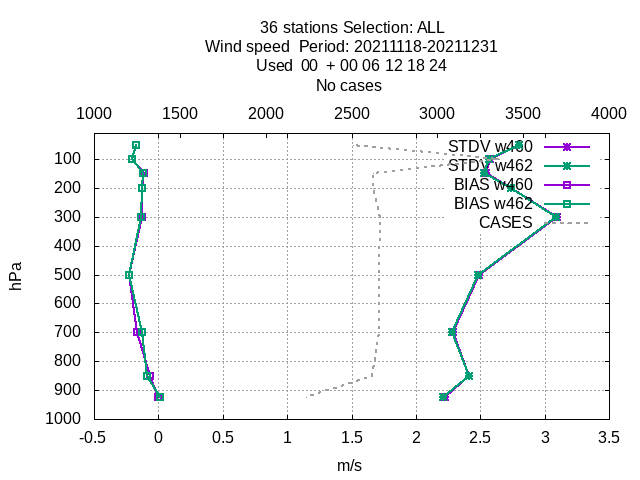 36 stations Selection: ALL
Wind speed  Period: 20211118-20211231
Used  00  + 00 06 12 18 24
No cases
1000 1500 2000 2500 3000 3500 4000
STDV w460
STDV w462
BIAS w460
BIAS w462
CASES
100
200
300
400
500
600
700
800
900
1000
hPa
-0.5 0 0.5 1 1.5 2 2.5 3 3.5
m/s